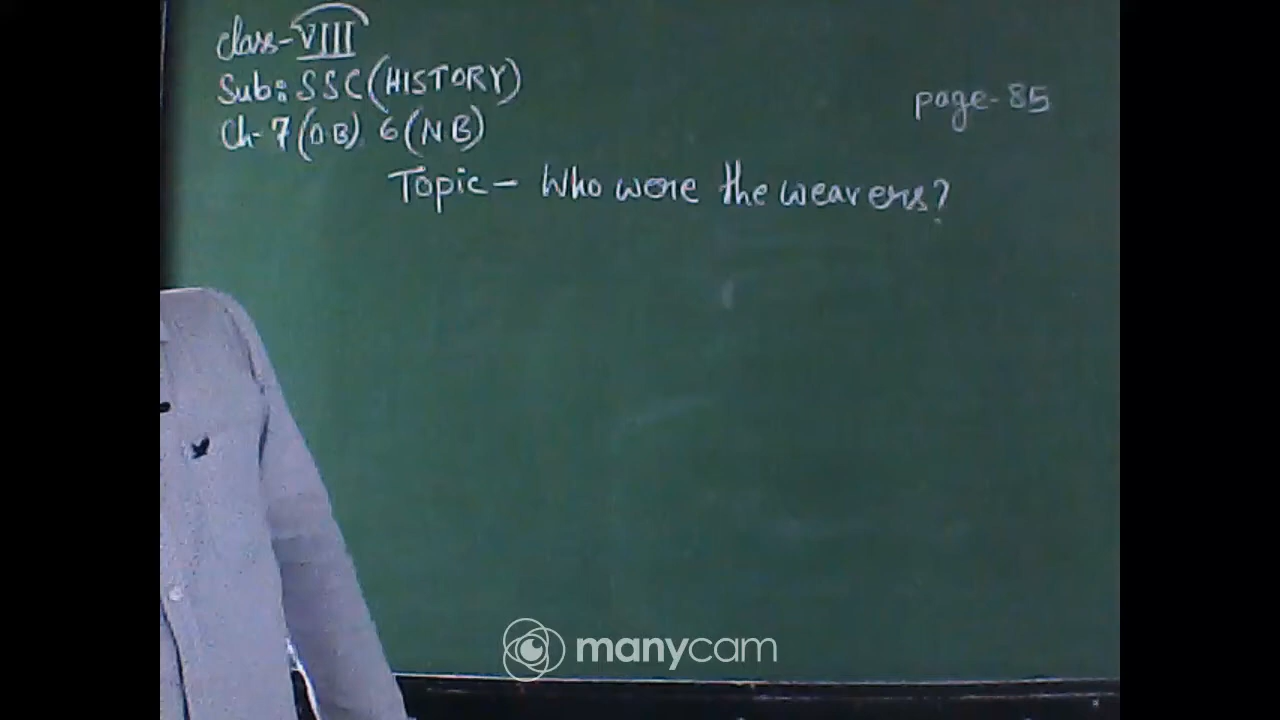 Class-VIII
Sub: SSC (HISTORY)
Ch- 7 (OB) 6 (NB)
page-85
Topic - Who were the weavers?
manycam